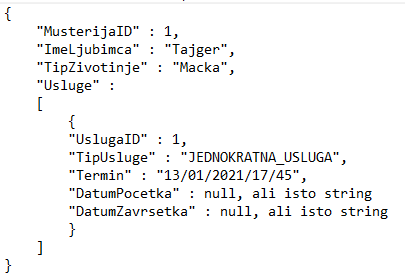 {
"MusterijaID" : 1,
"ImeLjubimca" : "Tajger",
"TipZivotinje" : "Macka",
"Usluge" :
[
{
"UslugaID" : 1,
"TipUsluge" : "JEDNOKRATNA_USLUGA",
"Termin" : "13/01/2021/17/45",
"DatumPocetka" : null, ali isto string
"DatumZavrsetka" : null, ali isto string
}
]
}